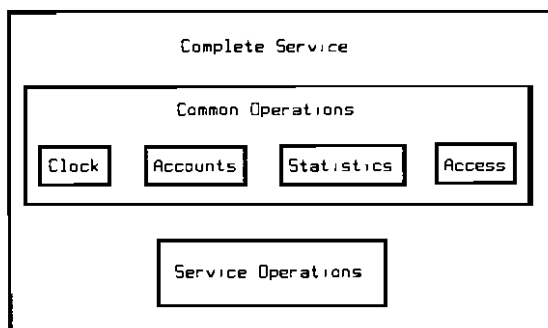 Complete Service
Common Operations
Clock Accounts Statistics Access
Service Operations